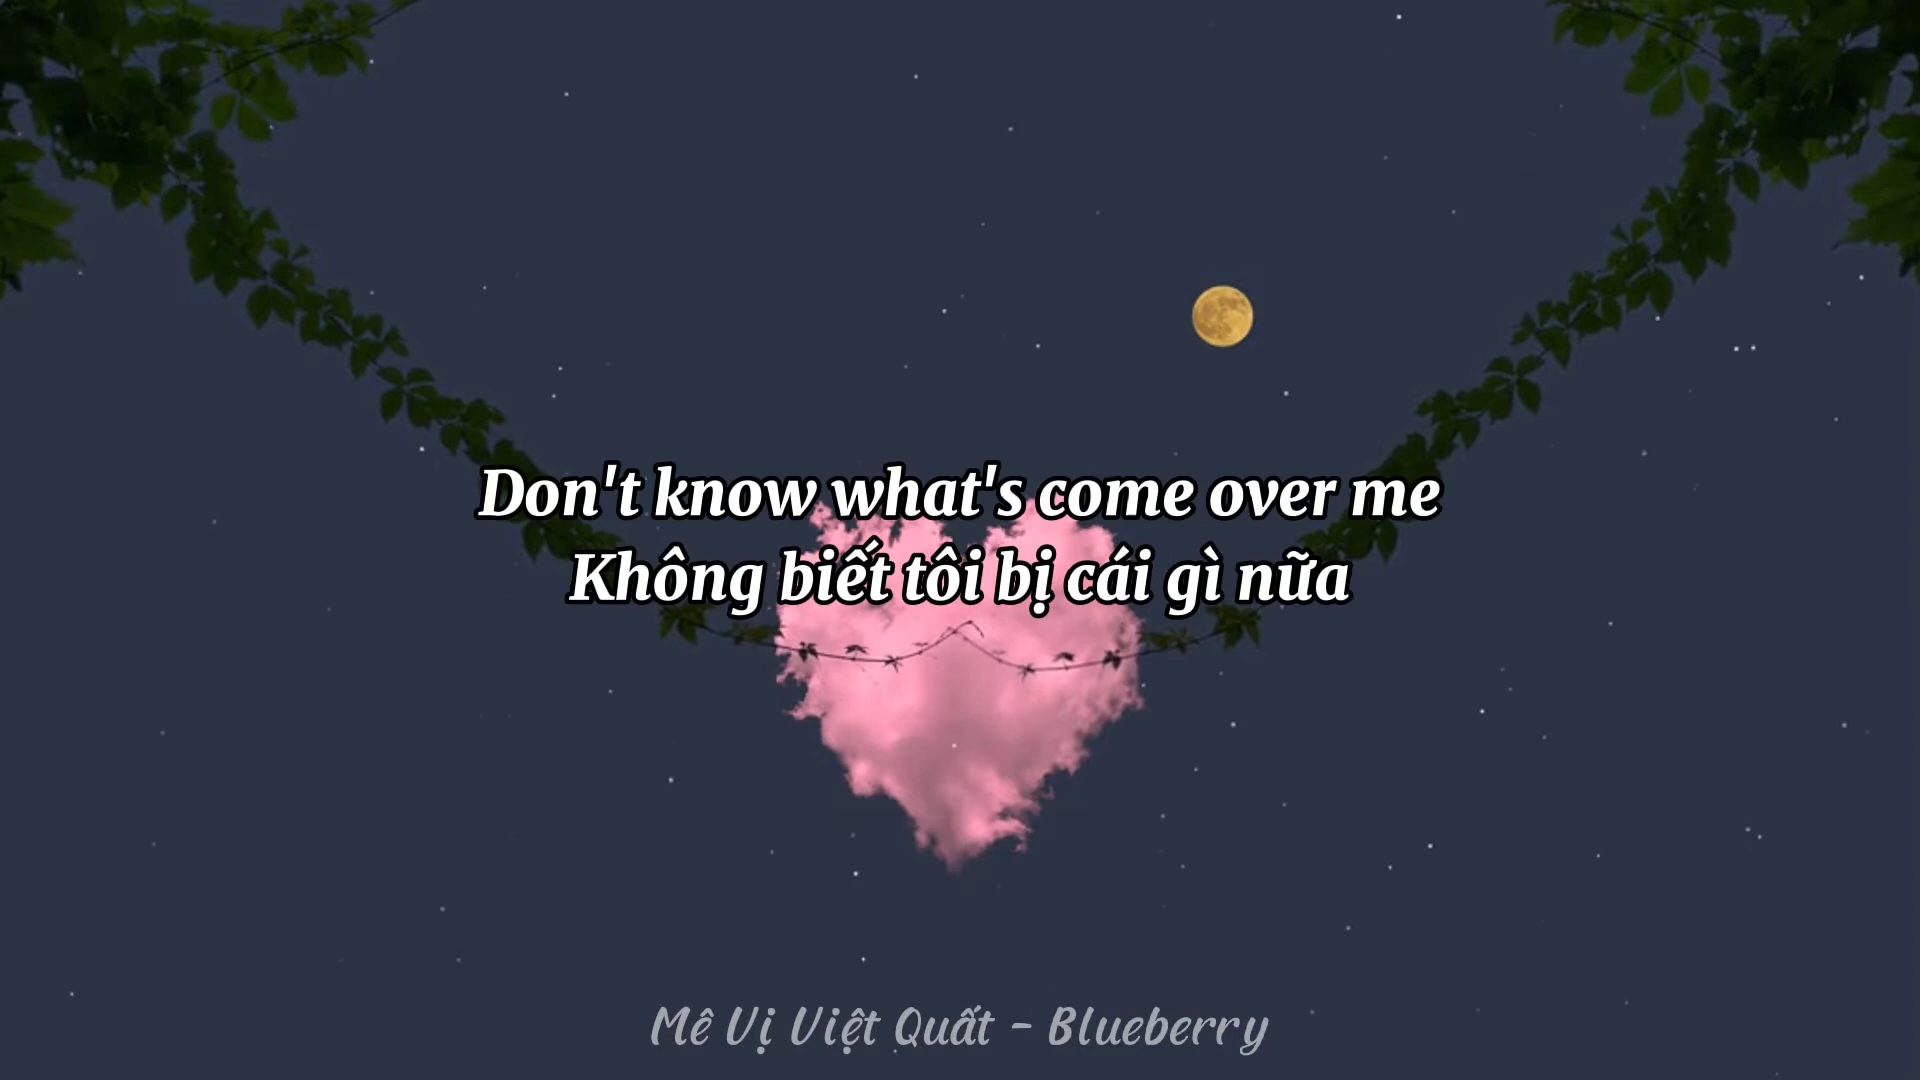 Don't know what's come over me
Không biết tôi bị cái gì nữa
Mê Vị Việt Quất - Blueberry